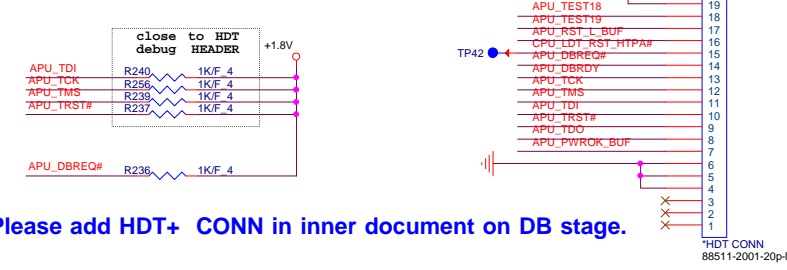 close to HDT
debug HEADER
+1.8V
APU_TDI R240 1K/F_4
APU_TCK R256 1K/F_4
APU_TMS R239 1K/F_4
APU_TRST# R237 1K/F_4
APU_DBREQ# R236 1K/F_4
19
APU_TEST18 18
APU_TEST19 17
APU_RST_L_BUF 16
TP42 CPU_LDT_RST_HTPA# 15
APU_DBREQ# 14
APU_DBRDY 13
APU_TCK 12
APU_TMS 11
APU_TDI 10
APU_TRST# 9
APU_TDO 8
APU_PWROK_BUF 7
6
5
4
3
2
1
*HDT CONN
88511-2001-20p-l
Please add HDT+ CONN in inner document on DB stage.